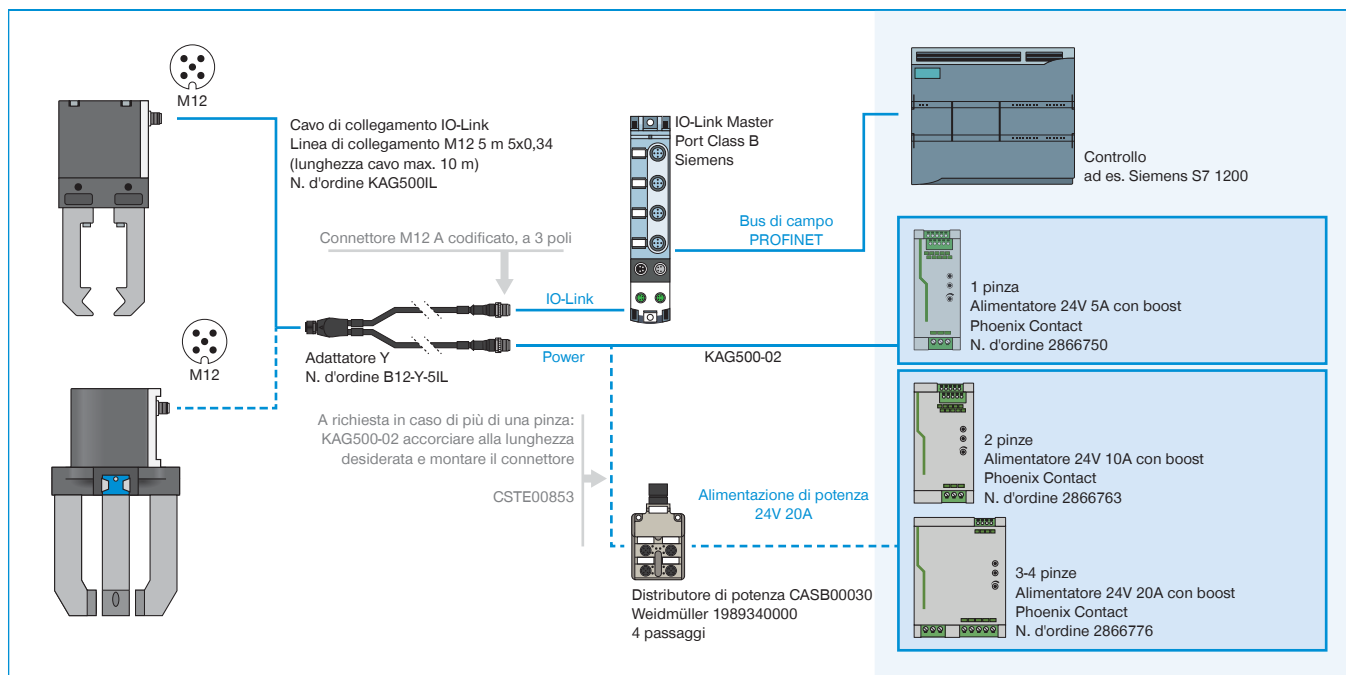 M12
Cavo di collegamento IO-Link
Linea di collegamento M12 5 m 5x0,34
(lunghezza cavo max. 10 m)
N. d'ordine KAG500IL
IO-Link Master
Port Class B
Siemens
Controllo
ad es. Siemens S7 1200
Connettore M12 A codificato, a 3 poli
Bus di campo
PROFINET
IO-Link
1 pinza
Alimentatore 24V 5A con boost
Phoenix Contact
N. d'ordine 2866750
M12
Adattatore Y
N. d'ordine B12-Y-5IL
Power
KAG500-02
A richiesta in caso di più di una pinza:
KAG500-02 accorciare alla lunghezza
desiderata e montare il connettore
CSTE00853
Alimentazione di potenza
24V 20A
2 pinze
Alimentatore 24V 10A con boost
Phoenix Contact
N. d'ordine 2866763
Distributore di potenza CASB00030
Weidmüller 1989340000
4 passaggi
3-4 pinze
Alimentatore 24V 20A con boost
Phoenix Contact
N. d'ordine 2866776